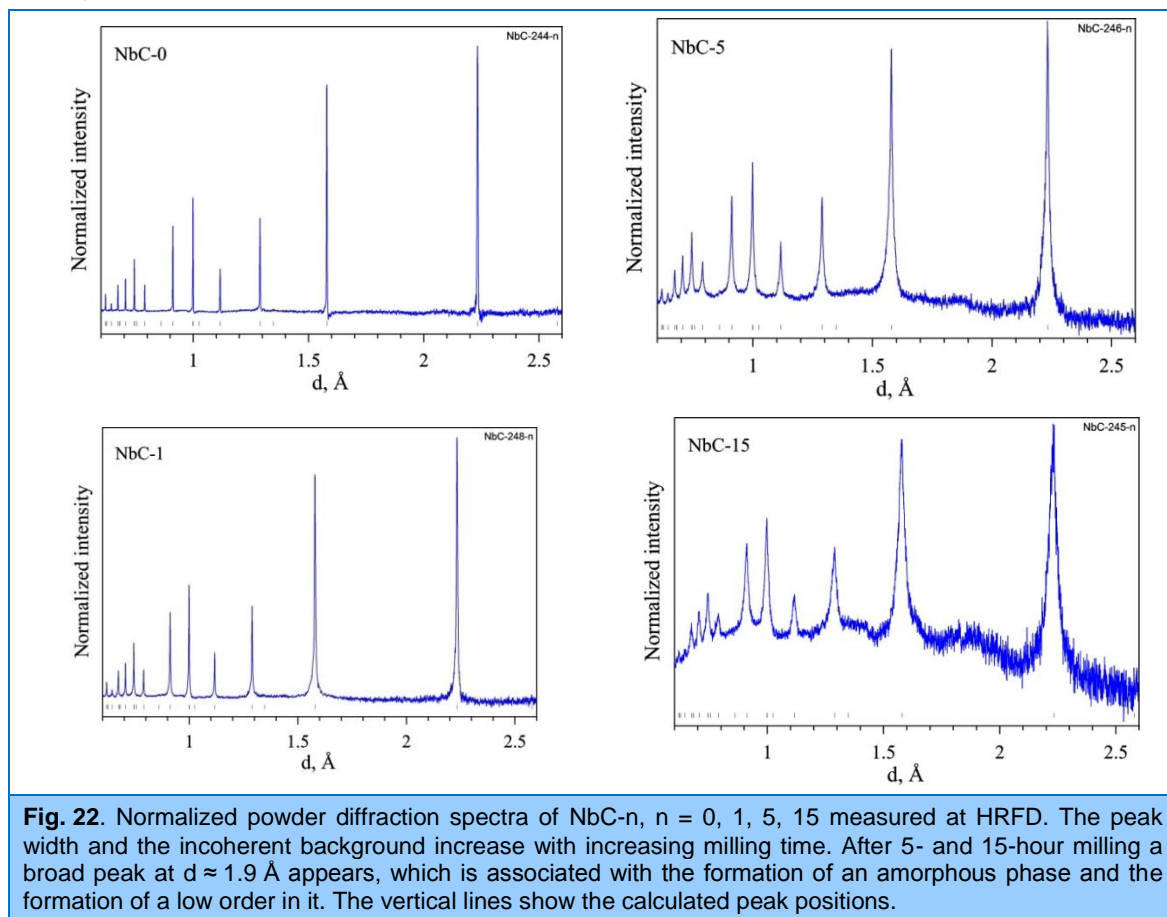 NbC-244-n
NbC-0
Normalized intensity
1
1.5
2
2.5
d, Å
NbC-246-n
NbC-5
Normalized intensity
1
1.5
2
2.5
d, Å
NbC-248-n
NbC-1
Normalized intensity
1
1.5
2
2.5
d, Å
NbC-245-n
NbC-15
Normalized intensity
1
1.5
2
2.5
d, Å
Fig. 22. Normalized powder diffraction spectra of NbC-n, n = 0, 1, 5, 15 measured at HRFD. The peak
width and the incoherent background increase with increasing milling time. After 5- and 15-hour milling a
broad peak at d ≈ 1.9 Å appears, which is associated with the formation of an amorphous phase and the
formation of a low order in it. The vertical lines show the calculated peak positions.